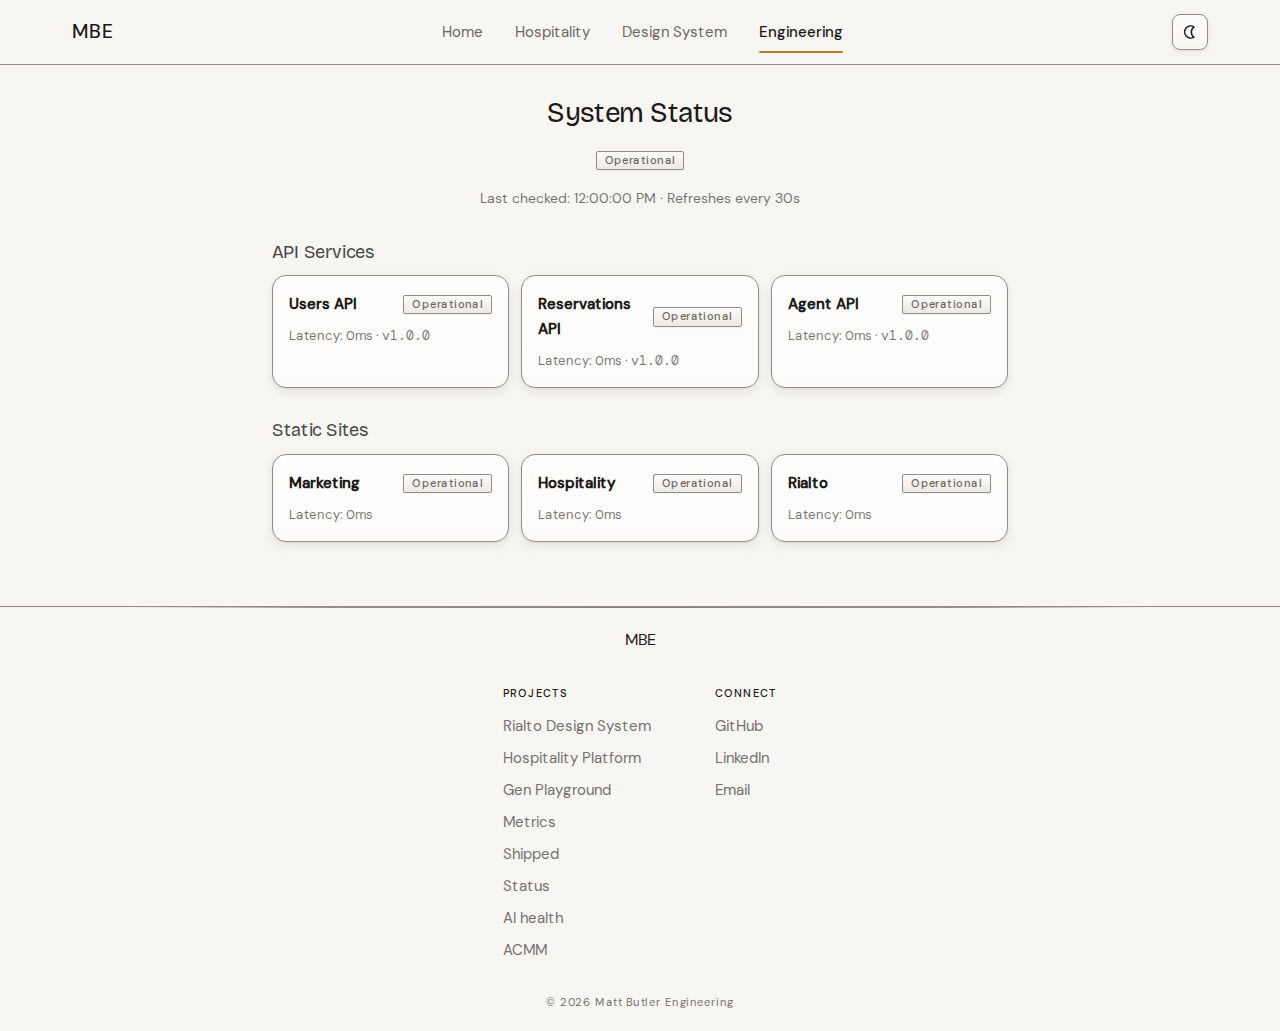 MBE
Home
Hospitality
Design System
Engineering
System Status
Operational
Last checked: 12:00:00 PM · Refreshes every 30s
API Services
Users API
Operational
Latency: 0ms · v1.0.0
Reservations
API
Operational
Latency: 0ms · v1.0.0
Agent API
Operational
Latency: 0ms · v1.0.0
Static Sites
Marketing
Operational
Latency: 0ms
Hospitality
Operational
Latency: 0ms
Rialto
Operational
Latency: 0ms
MBE
PROJECTS
Rialto Design System
Hospitality Platform
Gen Playground
Metrics
Shipped
Status
AI health
ACMM
CONNECT
GitHub
LinkedIn
Email
© 2026 Matt Butler Engineering